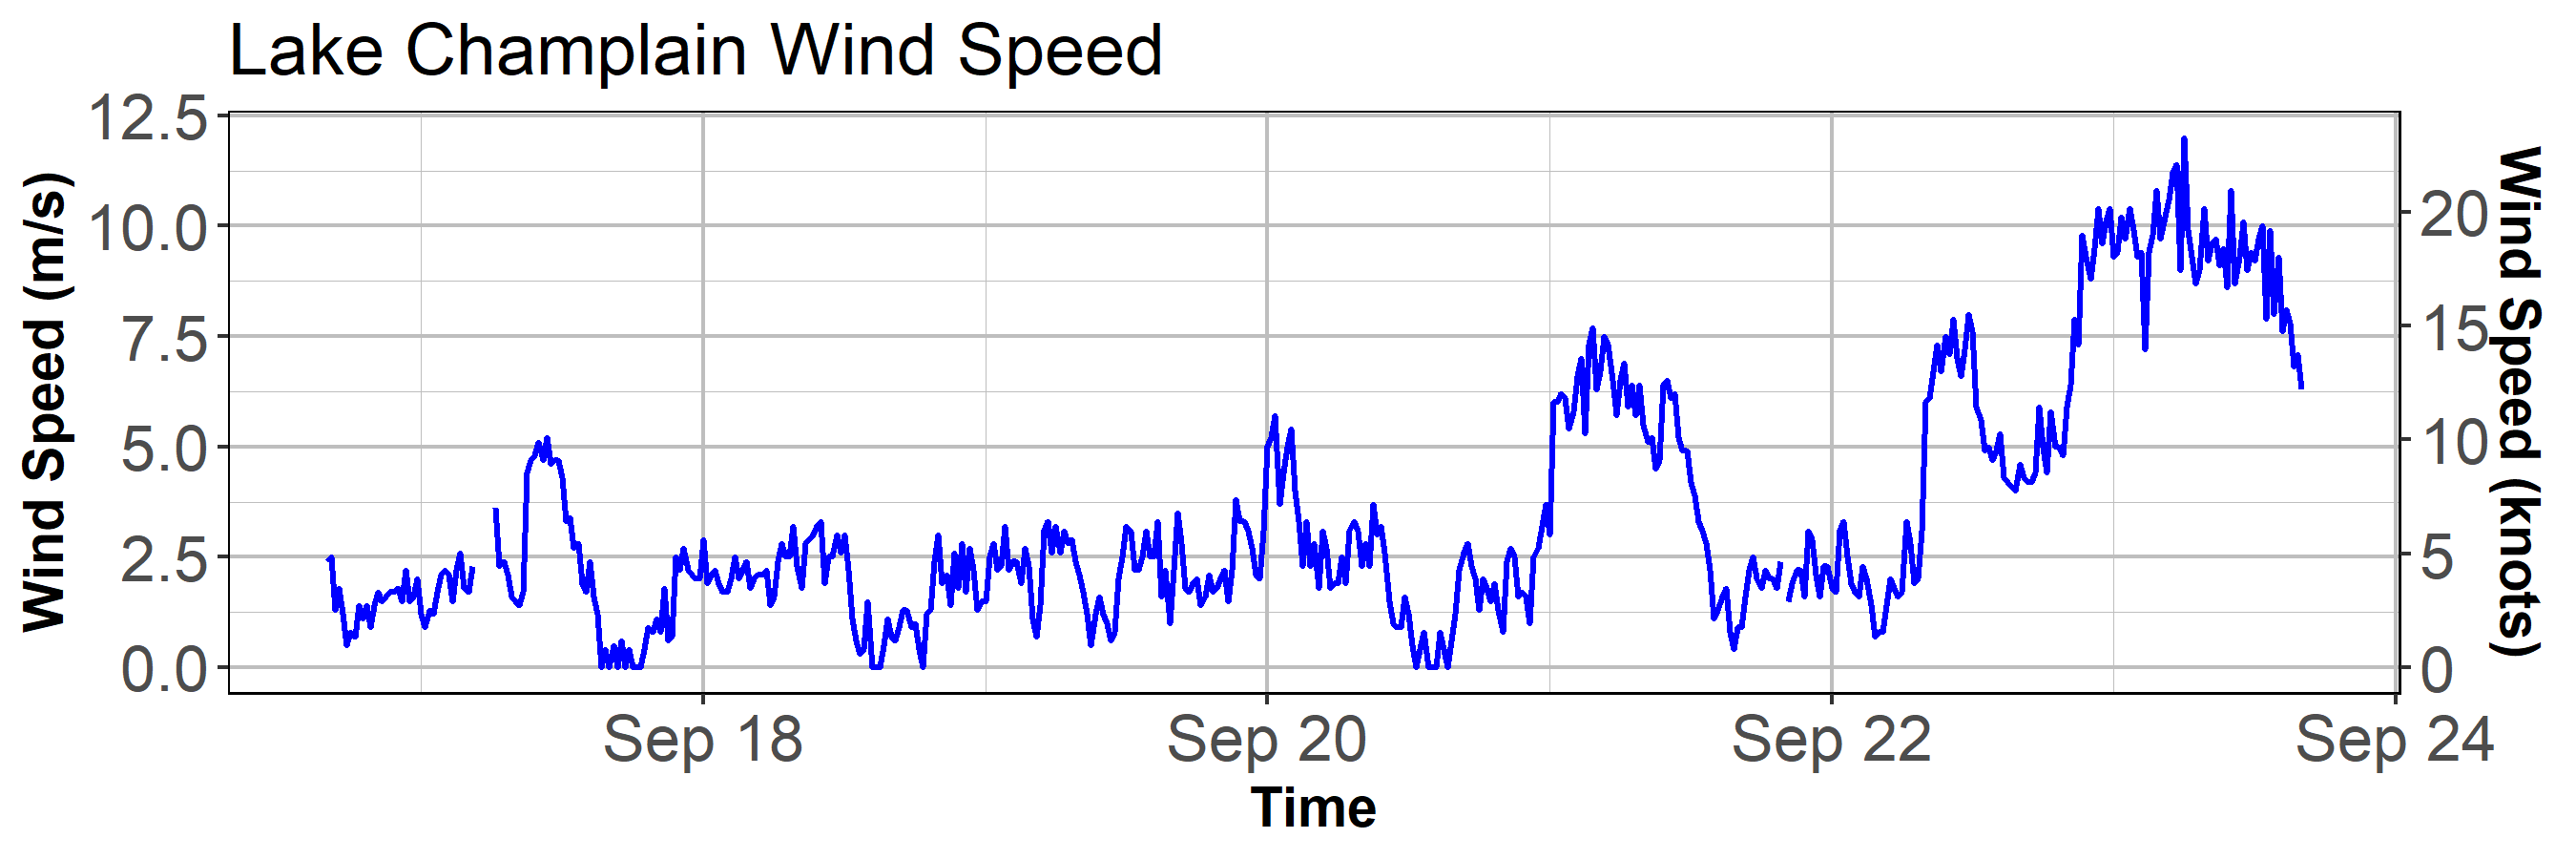 Lake Champlain Wind Speed
12.5
10.0
7.5
5.0
2.5
0.0
Wind Speed (m/s)
20
15
10
5
0
Wind Speed (knots)
Sep 18
Sep 20
Sep 22
Sep 24
Time